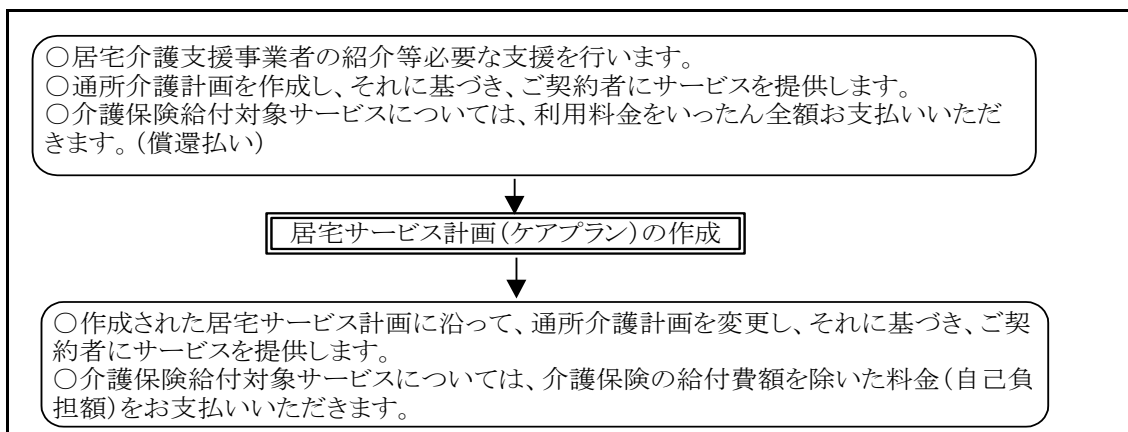 ○居宅介護支援事業者の紹介等必要な支援を行います。
○通所介護計画を作成し、それに基づき、ご契約者にサービスを提供します。
○介護保険給付対象サービスについては、利用料金をいったん全額お支払いいただ
きます。(償還払い)
居宅サービス計画(ケアプラン)の作成
○作成された居宅サービス計画に沿って、通所介護計画を変更し、それに基づき、ご契
約者にサービスを提供します。
○介護保険給付対象サービスについては、介護保険の給付費額を除いた料金(自己負
担額)をお支払いいただきます。